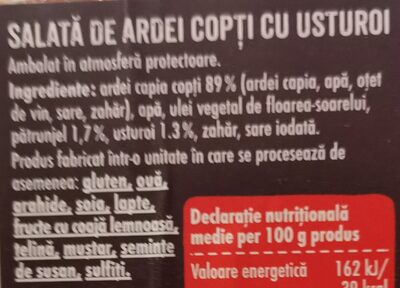 SALATĂ DE ARDEI COPȚI CU USTUROI
Ambalat în atmosferă protectoare.
Ingrediente: ardei capia copți 89% (ardei capia, apă, oțet
de vin, sare, zahăr), apă, ulei vegetal de floarea-soarelui,
pătrunjel 1,7%, usturoi 1.3%, zahăr, sare iodată.
Produs fabricat într-o unitate în care se procesează de
asemenea: gluten, ouă,
arahide, soia, lapte,
fructe cu coajă lemnoasă,
țelină, muștar, semințe
de susan, sulfiți.
Declarație nutrițională
medie per 100 g produs
Valoare energetică 162 kJ/
39 kcal